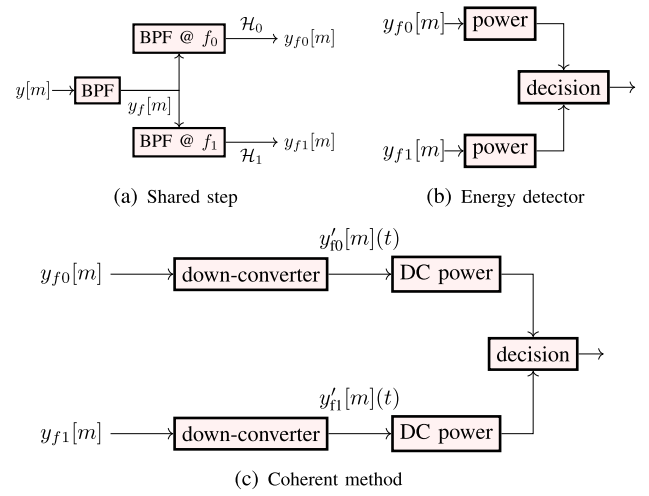 y[m] BPF y_f[m]
BPF @ f_0 ℋ_0 y_{f0}[m]
BPF @ f_1 ℋ_1 y_{f1}[m]
(a) Shared step
y_{f0}[m] power
decision
y_{f1}[m] power
(b) Energy detector
y_{f0}[m] down-converter y′_{f0}[m](t) DC power
decision
y_{f1}[m] down-converter y′_{f1}[m](t) DC power
(c) Coherent method